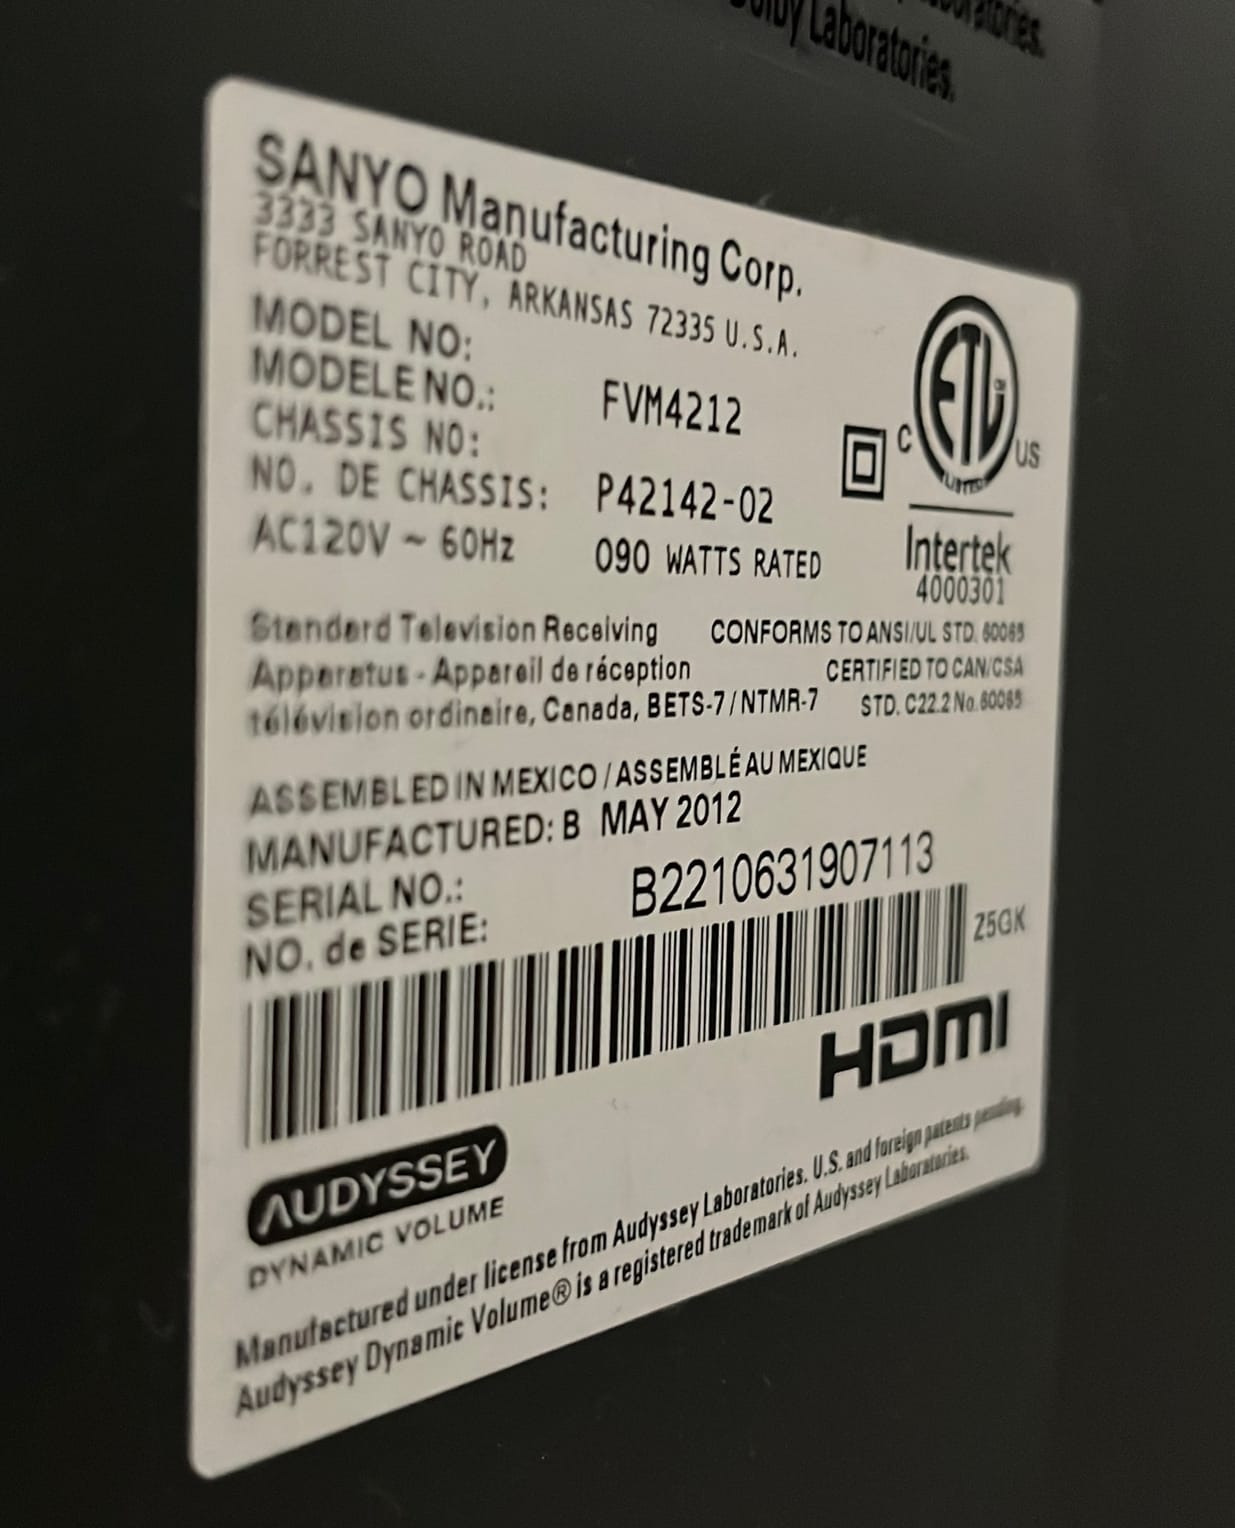 Laboratories.
Dolby Laboratories.
SANYO Manufacturing Corp.
3333 SANYO ROAD
FORREST CITY, ARKANSAS 72335 U.S.A.
MODEL NO:
MODELE NO.: FVM4212
CHASSIS NO:
NO. DE CHASSIS: P42142-02
AC120V ~ 60Hz 090 WATTS RATED
C ETL CM US
LISTED
Intertek
4000301
Standard Television Receiving
Apparatus - Appareil de réception
télévision ordinaire, Canada, BETS-7 / NTMR-7
CONFORMS TO ANSI/UL STD. 60065
CERTIFIED TO CAN/CSA
STD. C22.2 No. 60065
ASSEMBLED IN MEXICO / ASSEMBLÉ AU MEXIQUE
MANUFACTURED: B MAY 2012
SERIAL NO.:
NO. de SERIE: B2210631907113
Z5GK
HDMI
AUDYSSEY
DYNAMIC VOLUME
Manufactured under license from Audyssey Laboratories. U.S. and foreign patents pending.
Audyssey Dynamic Volume® is a registered trademark of Audyssey Laboratories.